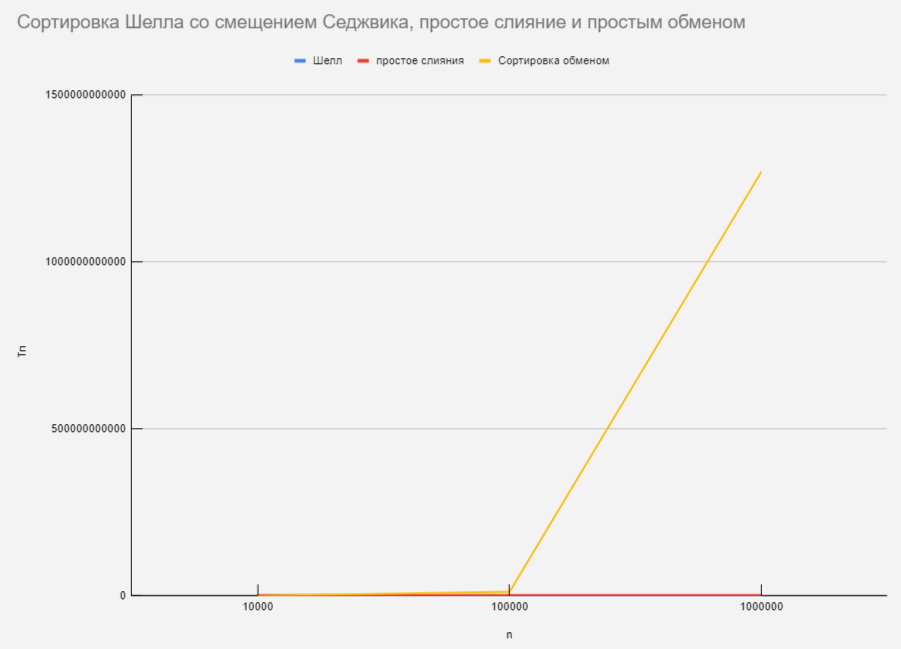 Сортировка Шелла со смещением Седжвика, простое слияние и простым обменом
Шелл простое слияния Сортировка обменом
1500000000000
1000000000000
Tn
500000000000
0
10000 100000 1000000
n